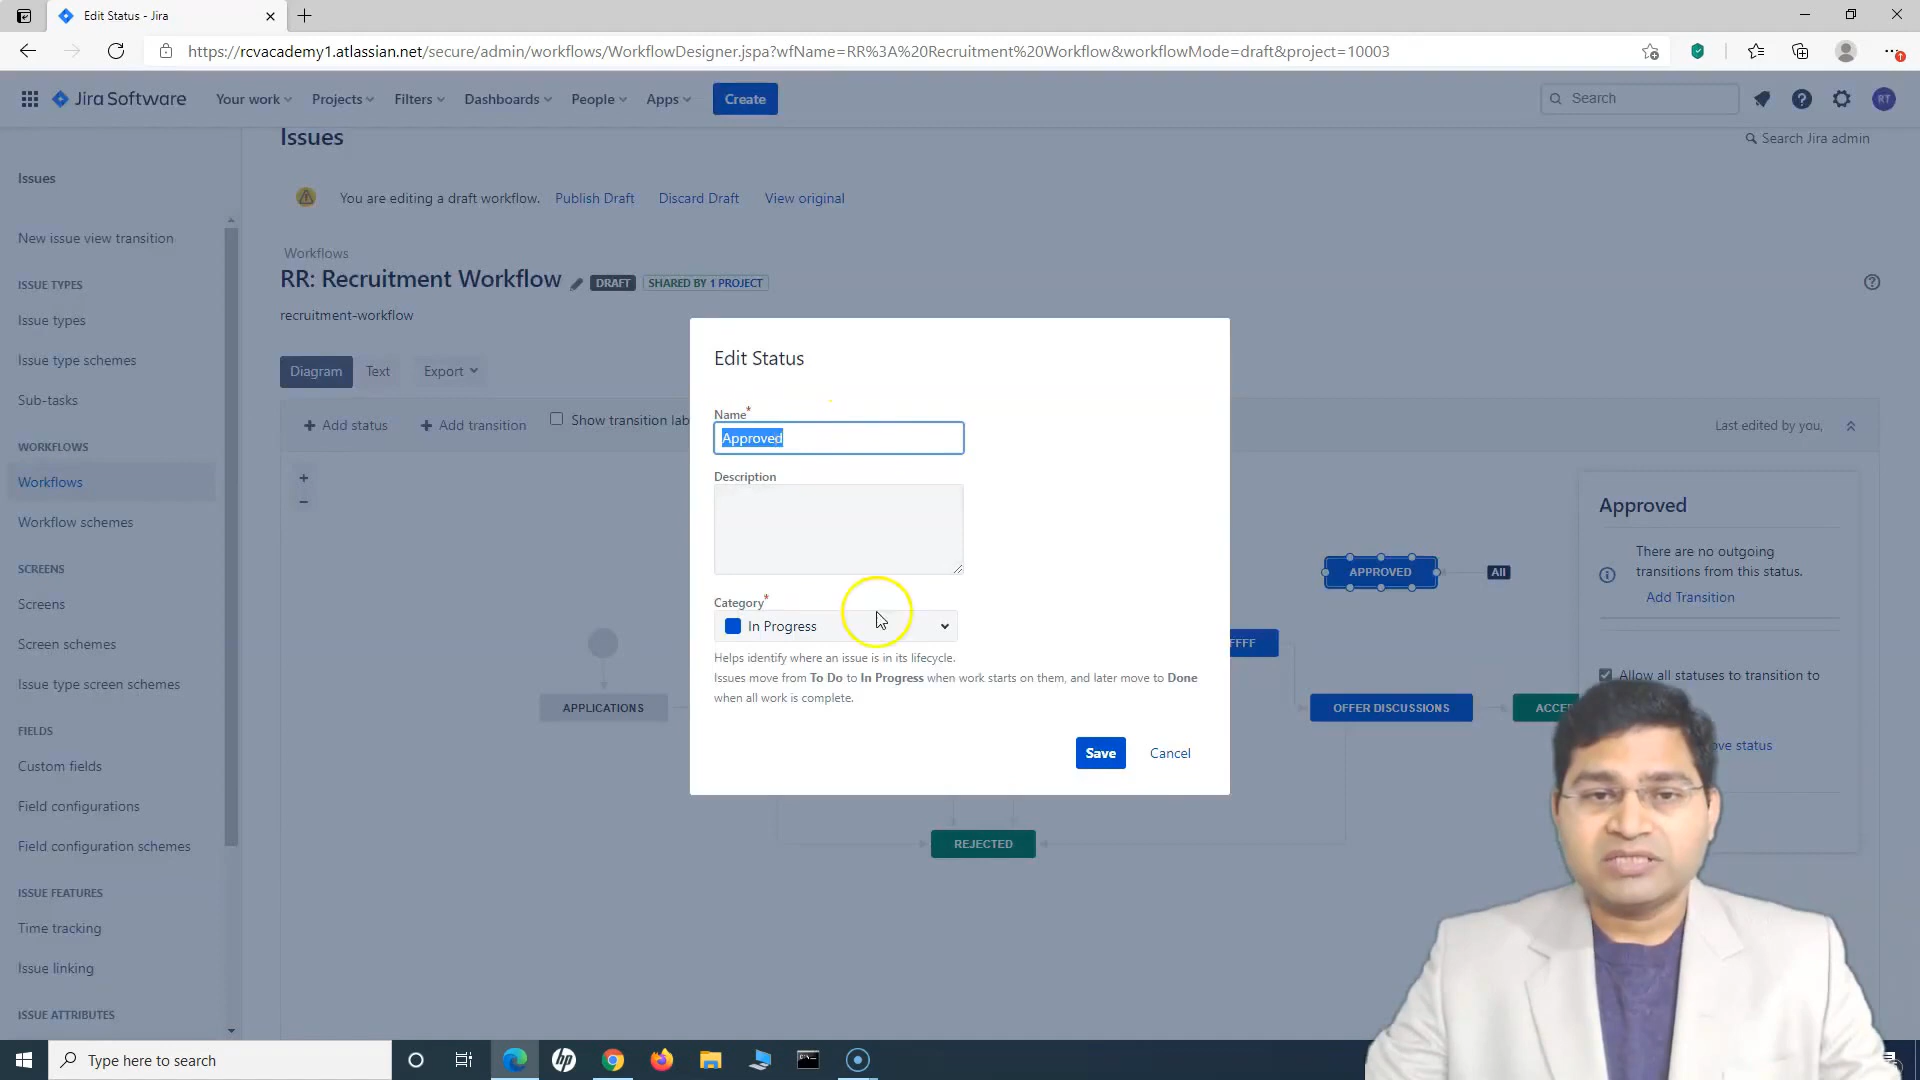 Edit Status - Jira
https://rcvacademy1.atlassian.net/secure/admin/workflows/WorkflowDesigner.jspa?wfName=RR%3A%20Recruitment%20Workflow&workflowMode=draft&project=10003
Jira Software
Your work
Projects
Filters
Dashboards
People
Apps
Create
Search
RT
Issues
Search Jira admin
Issues
You are editing a draft workflow. Publish Draft Discard Draft View original
New issue view transition
Workflows
RR: Recruitment Workflow DRAFT SHARED BY 1 PROJECT
recruitment-workflow
ISSUE TYPES
Issue types
Issue type schemes
Sub-tasks
WORKFLOWS
Workflows
Workflow schemes
SCREENS
Screens
Screen schemes
Issue type screen schemes
FIELDS
Custom fields
Field configurations
Field configuration schemes
ISSUE FEATURES
Time tracking
Issue linking
ISSUE ATTRIBUTES
Diagram
Text
Export
+ Add status
+ Add transition
Show transition lab
Last edited by you,
+
−
Edit Status
Name*
Approved
Description
Category*
In Progress
Helps identify where an issue is in its lifecycle.
Issues move from To Do to In Progress when work starts on them, and later move to Done
when all work is complete.
Save
Cancel
APPLICATIONS
REJECTED
APPROVED
All
FFF
OFFER DISCUSSIONS
Approved
There are no outgoing
transitions from this status.
Add Transition
Allow all statuses to transition to
status
Type here to search
hp